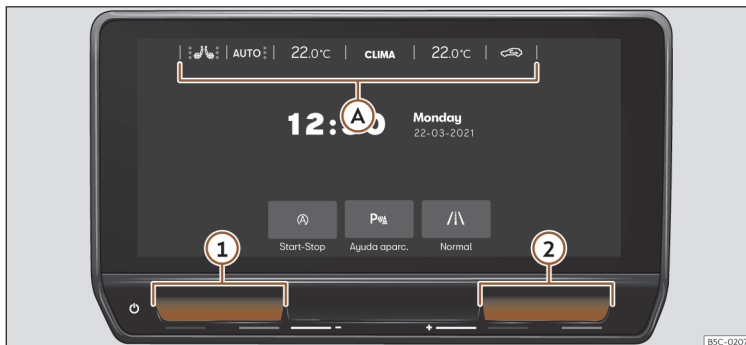 AUTO 22.0°C CLIMA 22.0°C
A
12: 0 Monday
22-03-2021
A P
Start-Stop Ayuda aparc. Normal
1 2
- +
B5C-0207